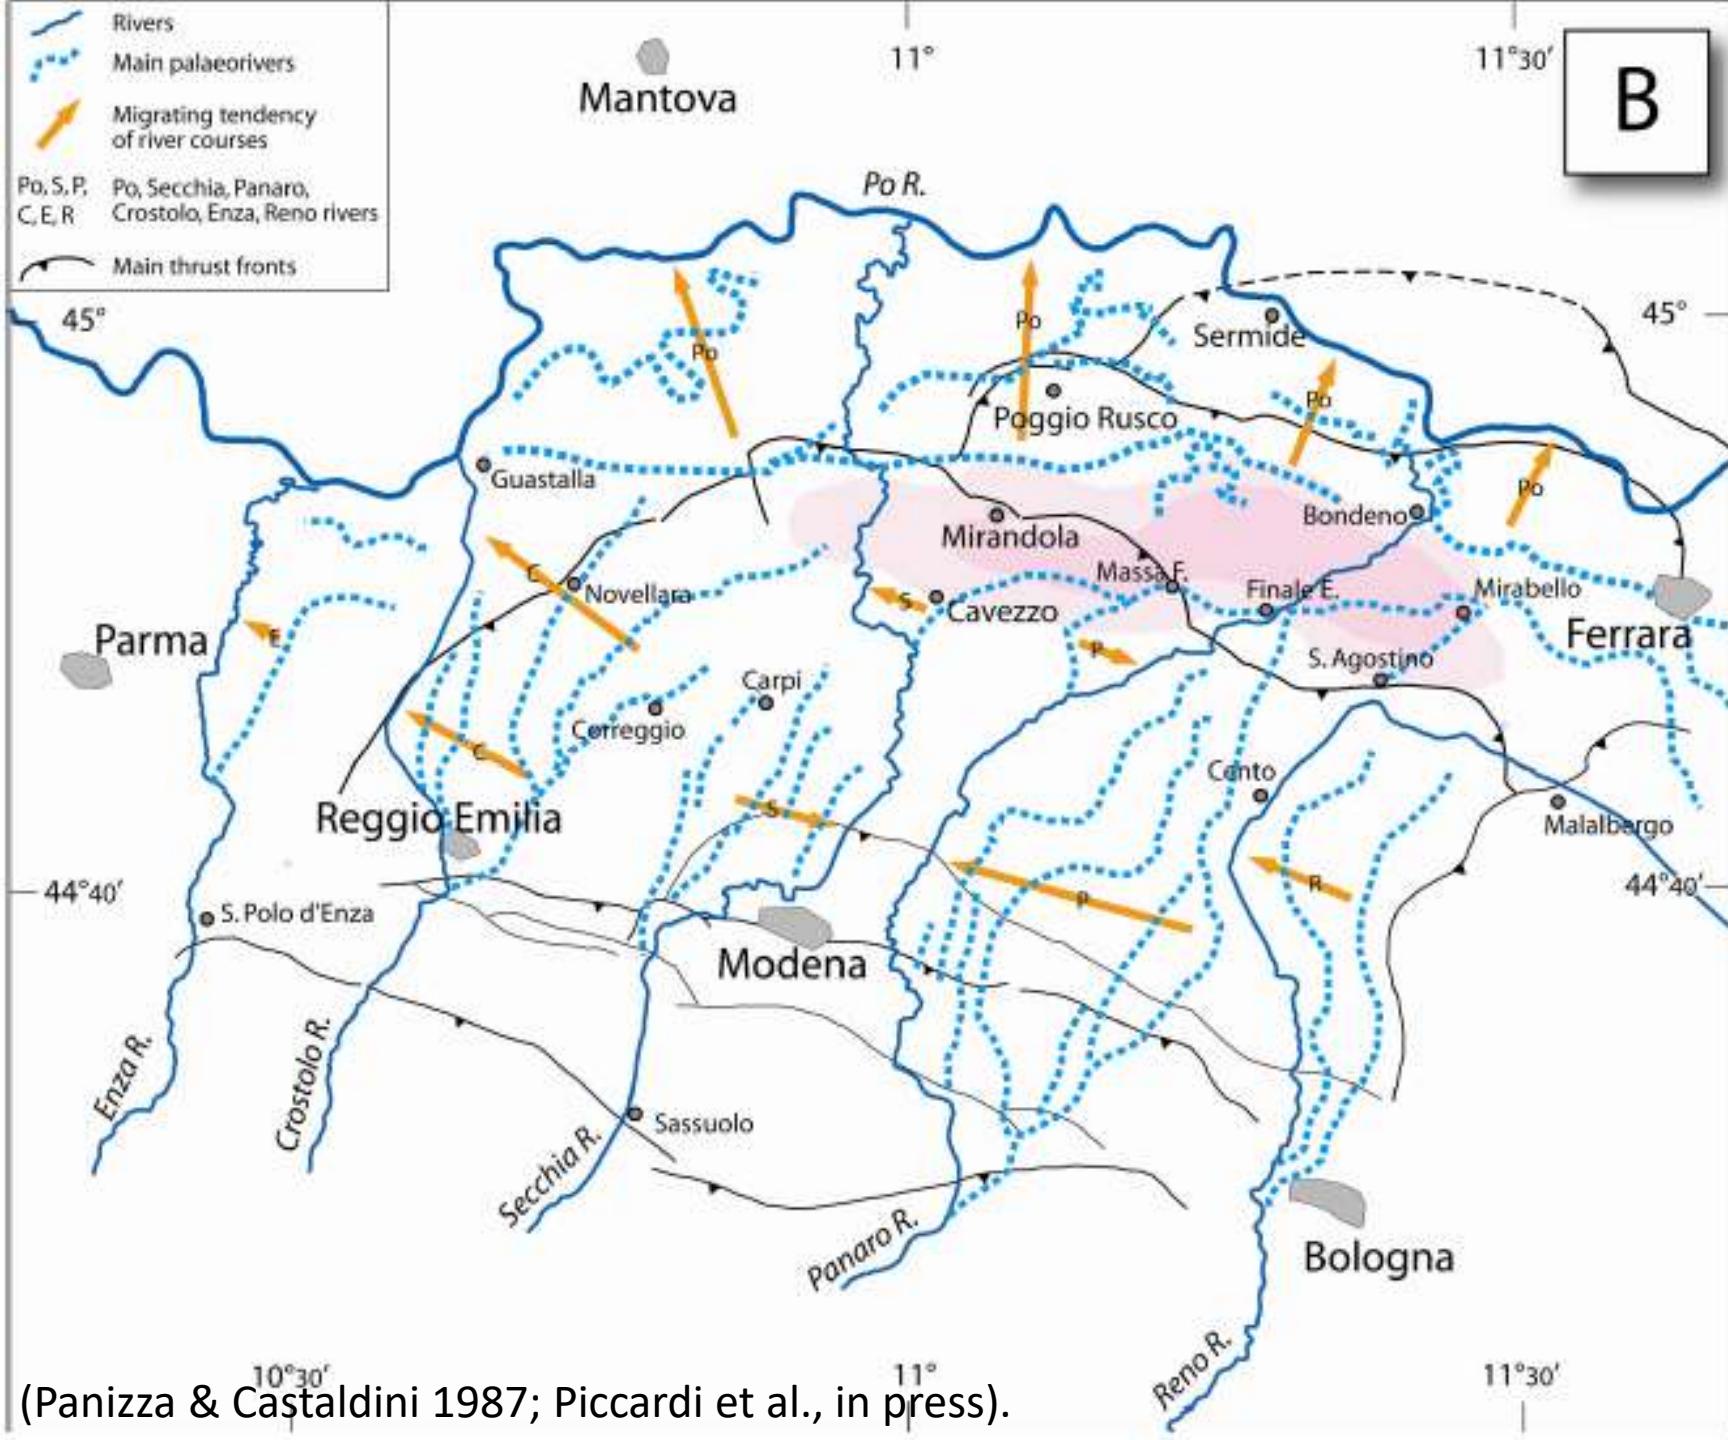 Rivers
Main palaeorivers
Migrating tendency
of river courses
Po, S, P,
C, E, R
Po, Secchia, Panaro,
Crostolo, Enza, Reno rivers
Main thrust fronts
11°
11°30′
B
Mantova
Po R.
45°
45°
Po
Po
Sermide
Po
Poggio Rusco
Guastalla
Po
Bondeno
Mirandola
C
Novellara
Massa F.
Finale E.
Mirabello
S
Cavezzo
Parma
E
Ferrara
P
S. Agostino
Carpi
Correggio
C
Cento
Reggio Emilia
S
Malalbergo
44°40′
44°40′
S. Polo d'Enza
P
R
Modena
Enza R.
Crostolo R.
Sassuolo
Secchia R.
Panaro R.
Bologna
Reno R.
10°30′
11°
11°30′
(Panizza & Castaldini 1987; Piccardi et al., in press).